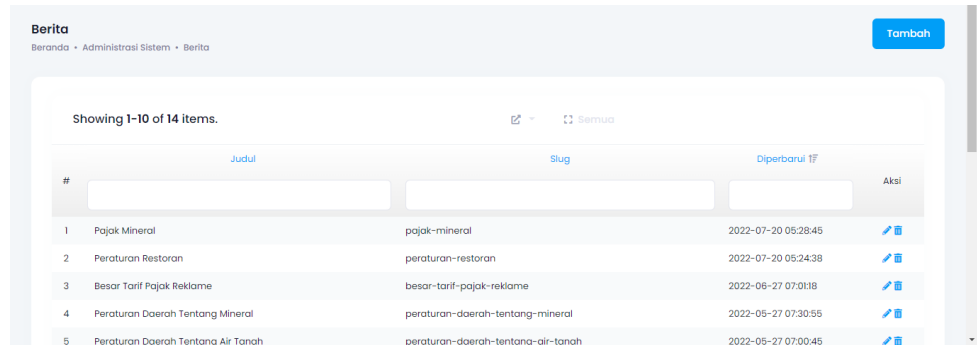 Berita
Tambah
Beranda • Administrasi Sistem • Berita
Showing 1-10 of 14 items.
Semua
Judul Slug Diperbarui
# Aksi
1 Pajak Mineral pajak-mineral 2022-07-20 05:28:45
2 Peraturan Restoran peraturan-restoran 2022-07-20 05:24:38
3 Besar Tarif Pajak Reklame besar-tarif-pajak-reklame 2022-06-27 07:01:18
4 Peraturan Daerah Tentang Mineral peraturan-daerah-tentang-mineral 2022-05-27 07:30:55
5 Peraturan Daerah Tentang Air Tanah peraturan-daerah-tentang-air-tanah 2022-05-27 07:00:45